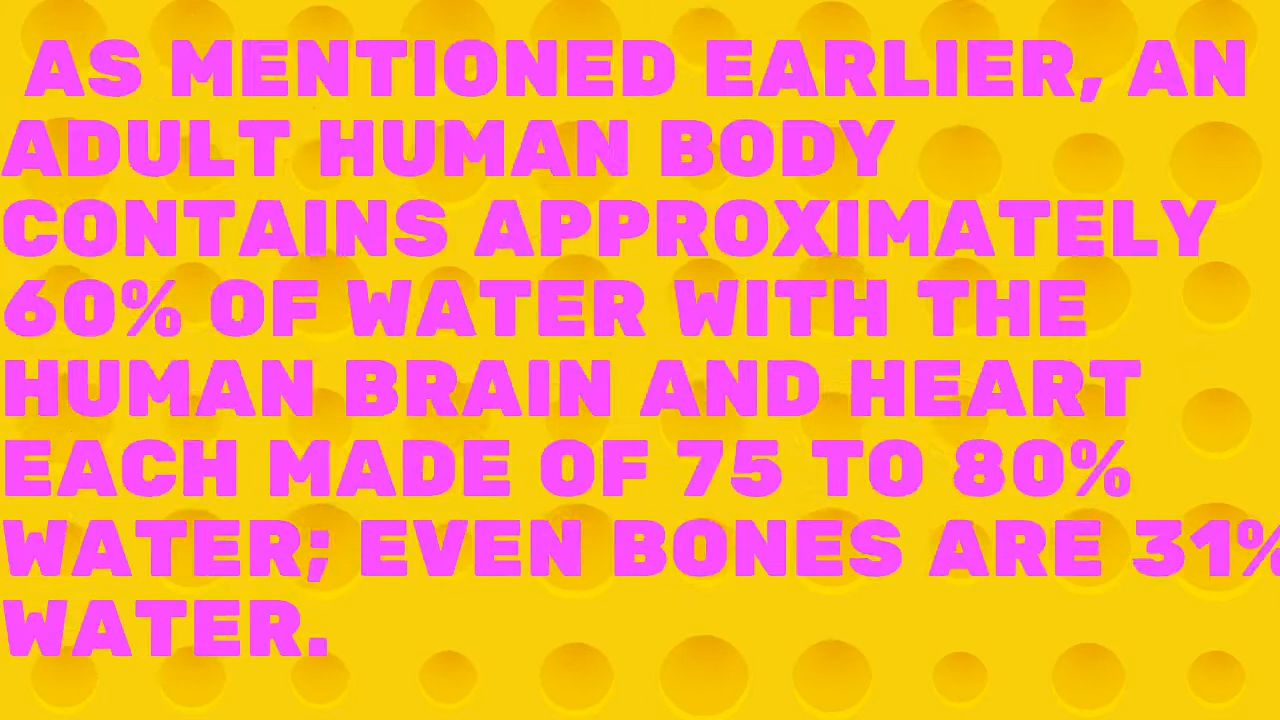 AS MENTIONED EARLIER, AN
ADULT HUMAN BODY
CONTAINS APPROXIMATELY
60% OF WATER WITH THE
HUMAN BRAIN AND HEART
EACH MADE OF 75 TO 80%
WATER; EVEN BONES ARE 31%
WATER.